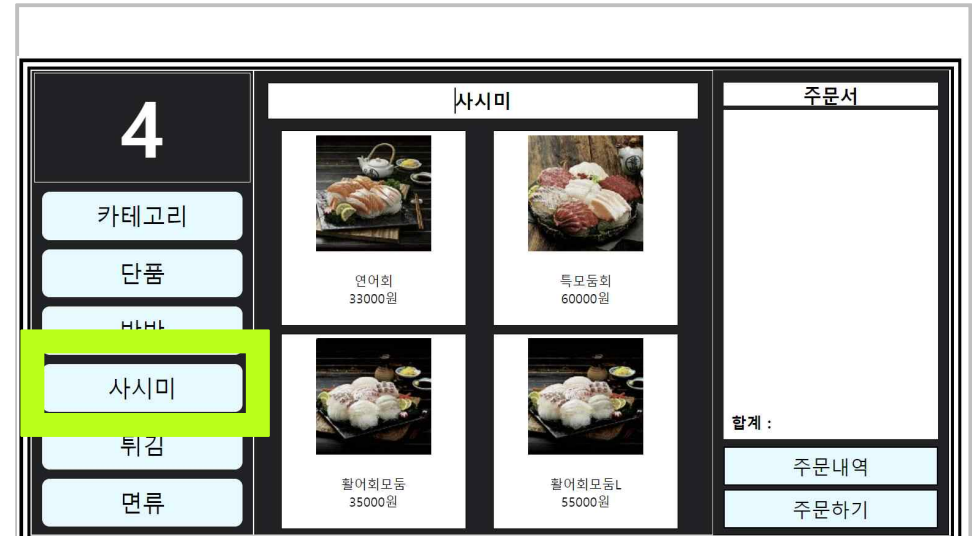 4
카테고리
단품
반반
사시미
튀김
면류
사시미
연어회
33000원
특모둠회
60000원
활어회모둠
35000원
활어회모둠L
55000원
주문서
합계 :
주문내역
주문하기